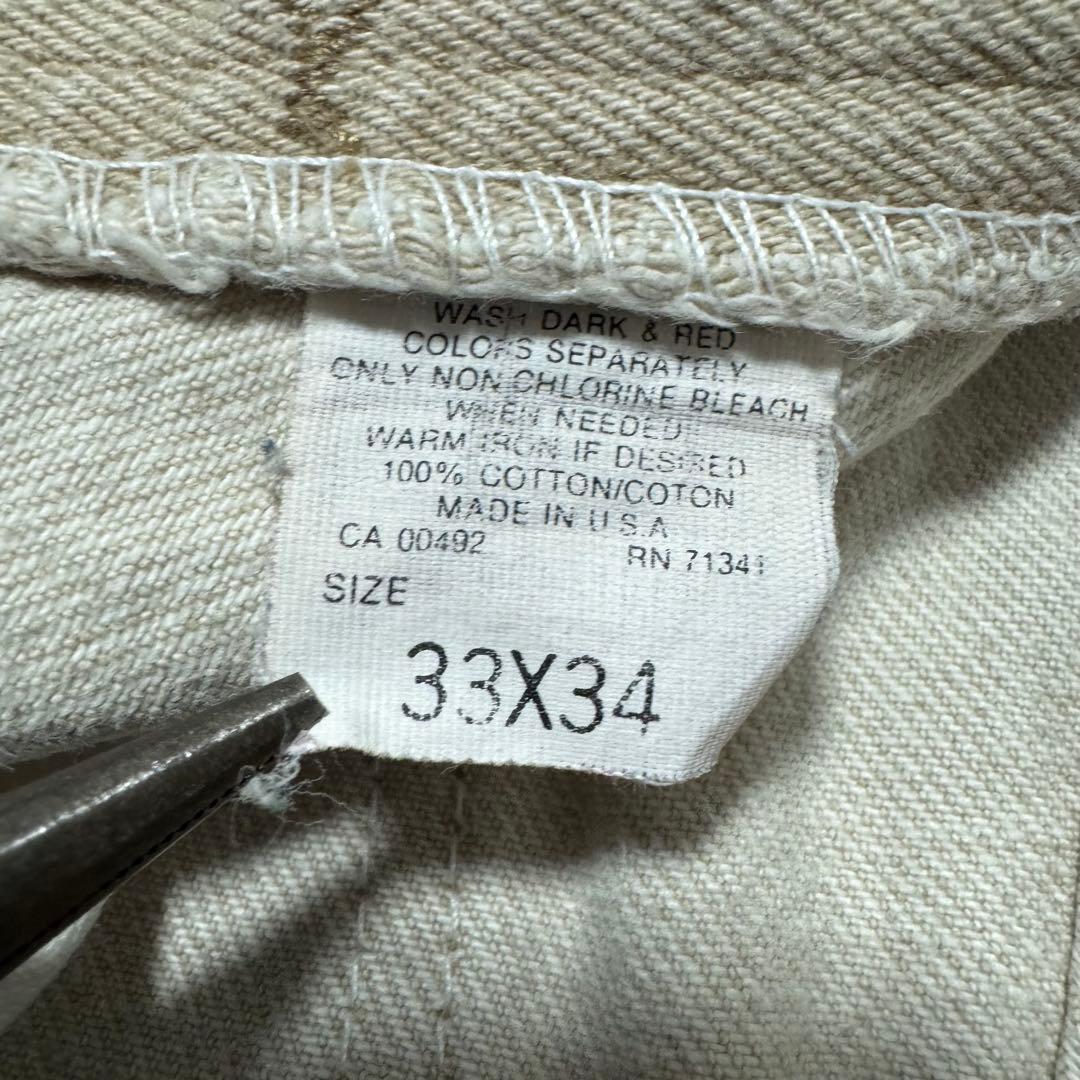 WASH DARK & RED
COLORS SEPARATELY
ONLY NON CHLORINE BLEACH
WHEN NEEDED
WARM IRON IF DESIRED
100% COTTON/COTON
MADE IN U.S.A
CA 00492 RN 71341
SIZE
33X34